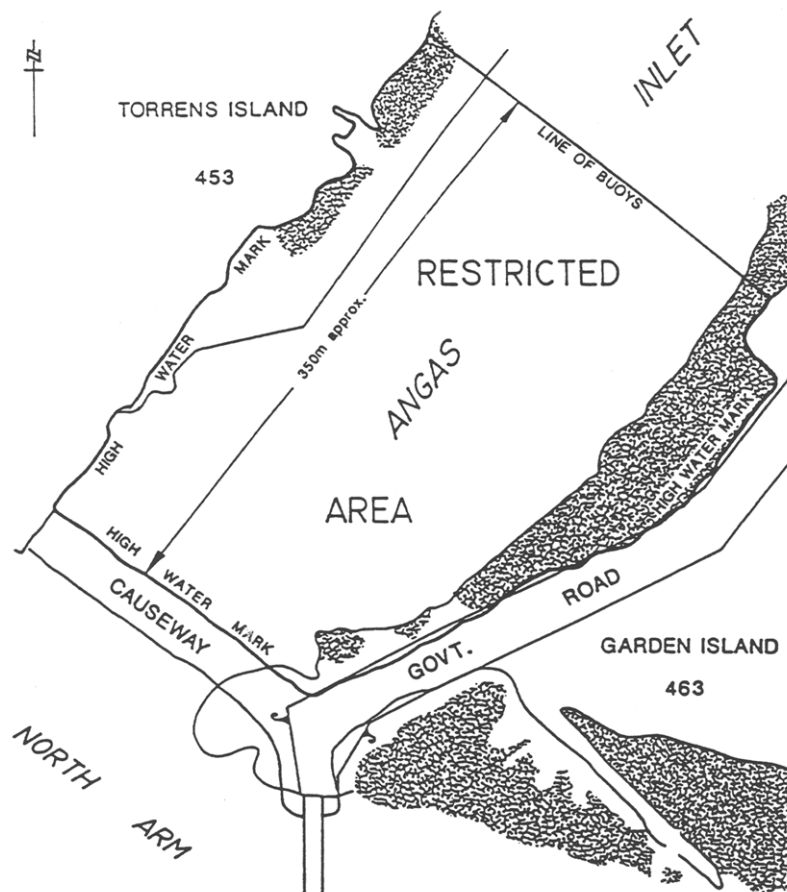 N
INLET
TORRENS ISLAND
453
LINE OF BUOYS
RESTRICTED
HIGH WATER MARK
350m approx.
ANGAS
HIGH WATER MARK
AREA
HIGH WATER MARK
CAUSEWAY
ROAD
GOVT.
GARDEN ISLAND
463
NORTH ARM